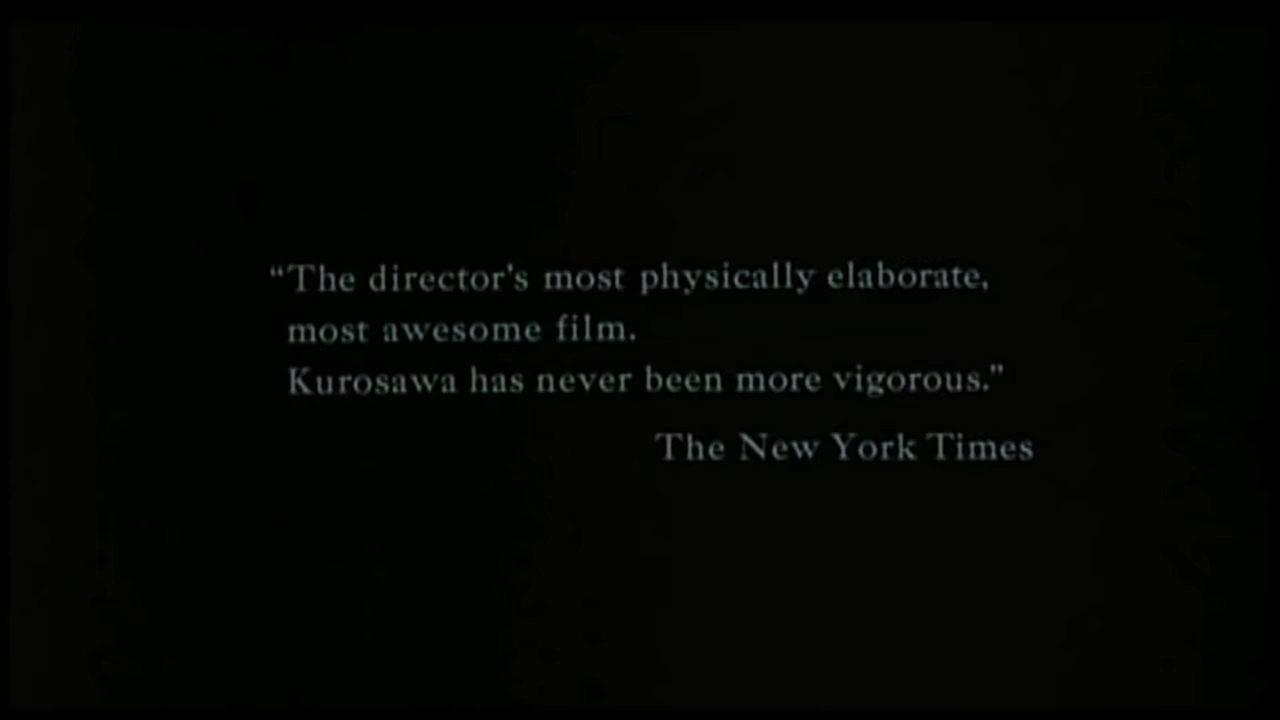 “The director's most physically elaborate,
most awesome film.
Kurosawa has never been more vigorous.”
The New York Times